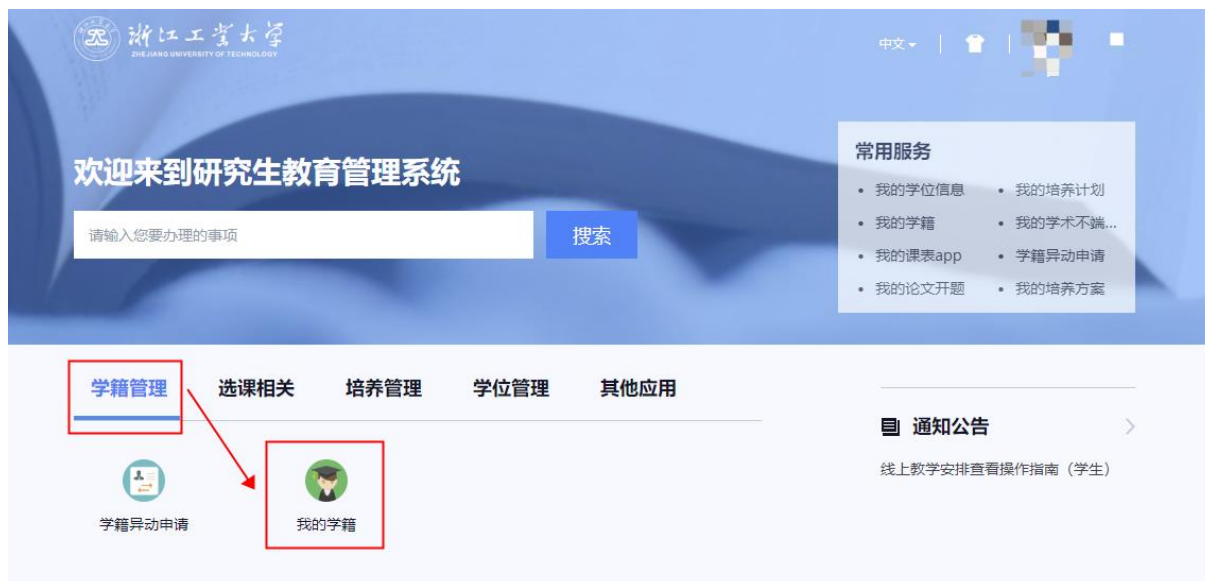 浙江工业大学
ZHEJIANG UNIVERSITY OF TECHNOLOGY
中文
欢迎来到研究生教育管理系统
请输入您要办理的事项
搜索
常用服务
• 我的学位信息 • 我的培养计划
• 我的学籍 • 我的学术不端...
• 我的课表app • 学籍异动申请
• 我的论文开题 • 我的培养方案
学籍管理 选课相关 培养管理 学位管理 其他应用
学籍异动申请 我的学籍
通知公告
线上教学安排查看操作指南（学生）